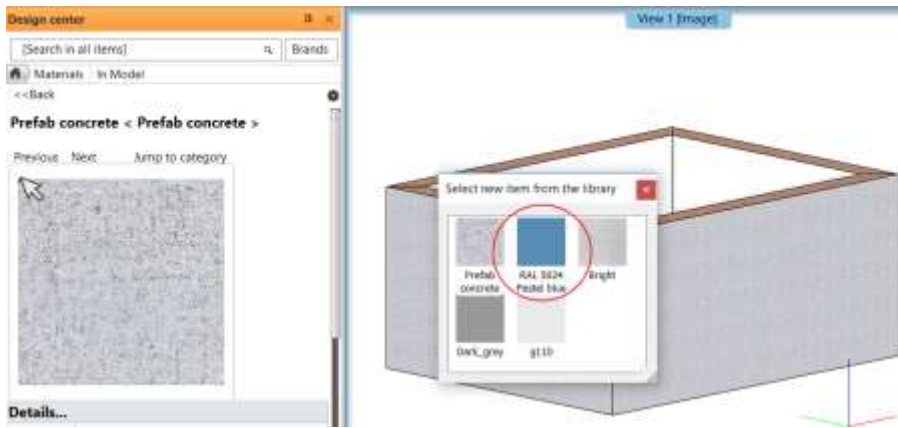 Design center
[Search in all items]
Brands
Materials
In Model
<<Back
Prefab concrete < Prefab concrete >
Previous Next Jump to category
Details...
View 1 [Image]
Select new item from the library
Prefab concrete
RAL 5024 Pastel blue
Bright
Dark_grey
g110